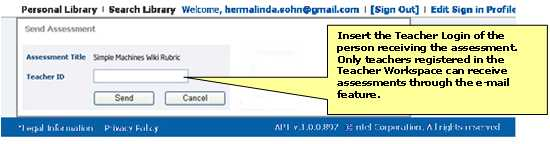 Personal Library | Search Library Welcome, hermalinda.sohn@gmail.com | [Sign Out] | Edit Sign in Profile
Send Assessment
Assessment Title Simple Machines Wiki Rubric
Teacher ID
Send Cancel
Insert the Teacher Login of the
person receiving the assessment.
Only teachers registered in the
Teacher Workspace can receive
assessments through the e-mail
feature.
*Legal Information Privacy Policy APT v.1.0.0.897 ©Intel Corporation. All rights reserved